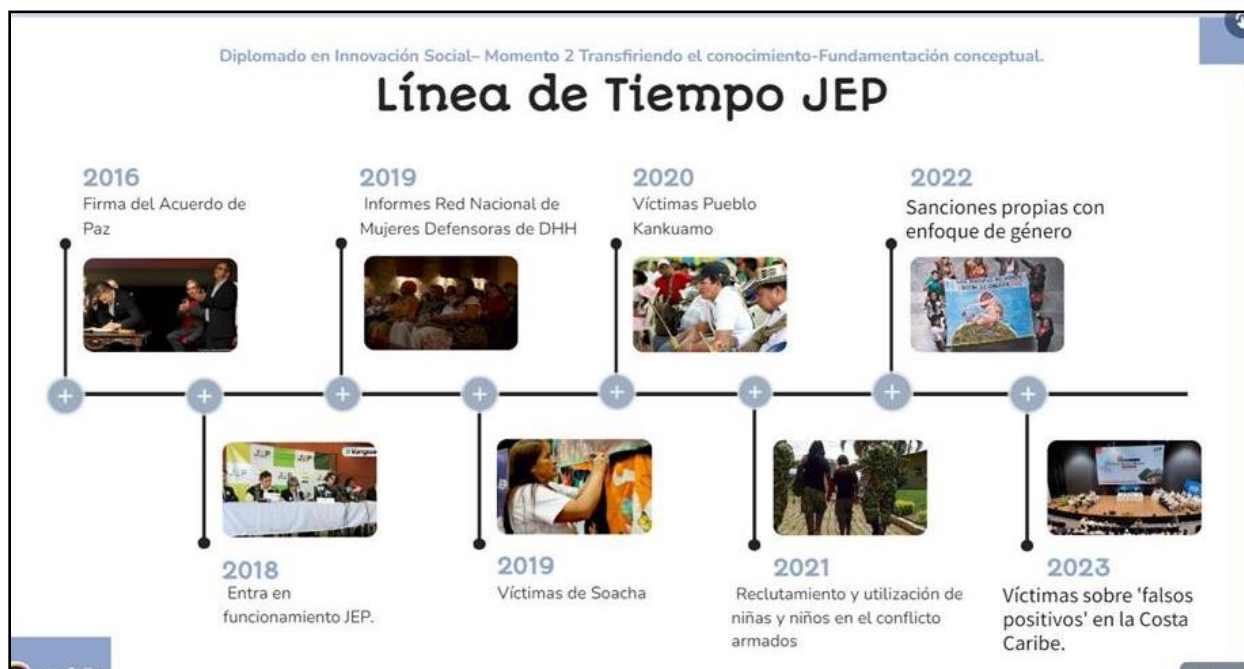 Diplomado en Innovación Social– Momento 2 Transfiriendo el conocimiento-Fundamentación conceptual.
Línea de Tiempo JEP
2016
Firma del Acuerdo de
Paz
2018
Entra en
funcionamiento JEP.
2019
Informes Red Nacional de
Mujeres Defensoras de DHH
2019
Víctimas de Soacha
2020
Víctimas Pueblo
Kankuamo
2021
Reclutamiento y utilización de
niñas y niños en el conflicto
armados
2022
Sanciones propias con
enfoque de género
2023
Víctimas sobre 'falsos
positivos' en la Costa
Caribe.
JEP
JEP
JEP